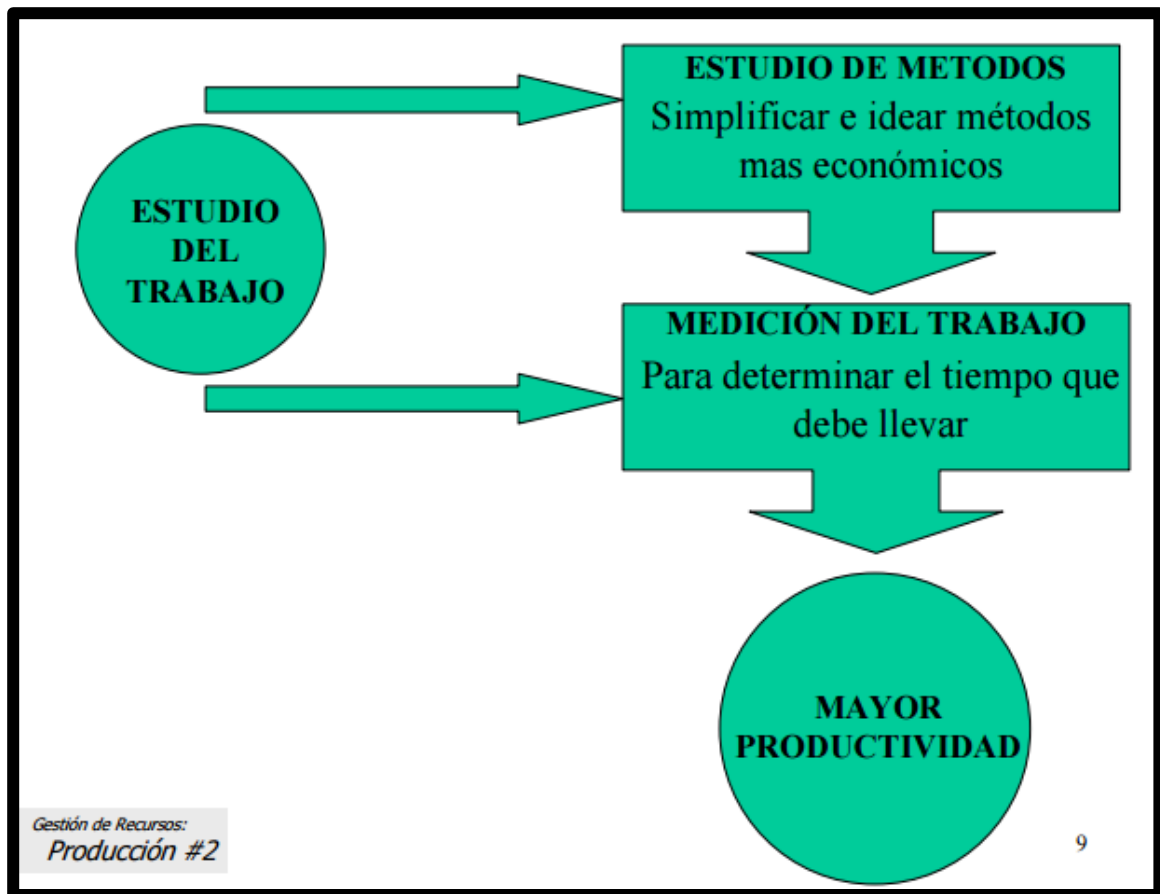 ESTUDIO DE METODOS
Simplificar e idear métodos
mas económicos
ESTUDIO
DEL
TRABAJO
MEDICIÓN DEL TRABAJO
Para determinar el tiempo que
debe llevar
MAYOR
PRODUCTIVIDAD
Gestión de Recursos:
Producción #2
9